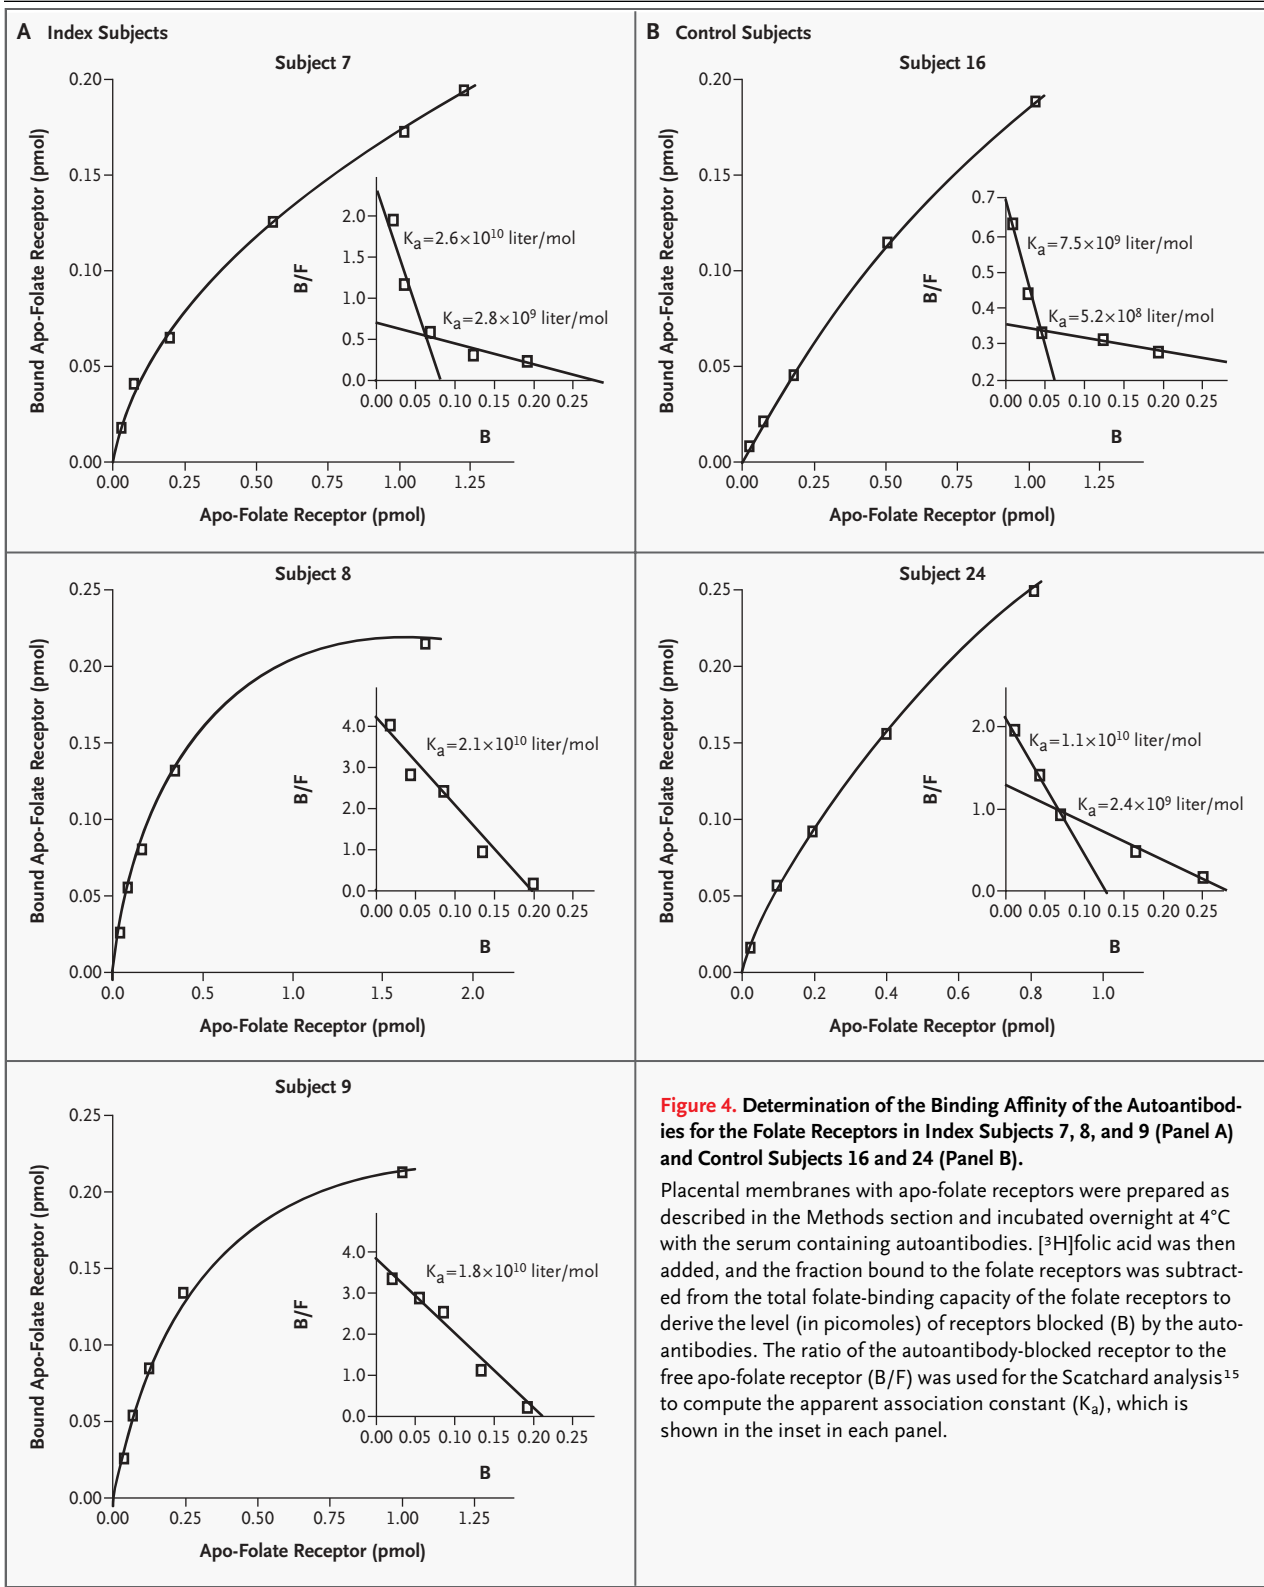 A Index Subjects
Subject 7
Bound Apo-Folate Receptor (pmol)
0.20
0.15
0.10
0.05
0.00
0.00 0.25 0.50 0.75 1.00 1.25
Apo-Folate Receptor (pmol)
B/F
2.0
1.5
1.0
0.5
0.0
Ka=2.6×10¹⁰ liter/mol
Ka=2.8×10⁹ liter/mol
0.00 0.05 0.10 0.15 0.20 0.25
B
B Control Subjects
Subject 16
Bound Apo-Folate Receptor (pmol)
0.20
0.15
0.10
0.05
0.00
0.00 0.25 0.50 0.75 1.00 1.25
Apo-Folate Receptor (pmol)
B/F
0.7
0.6
0.5
0.4
0.3
0.2
Ka=7.5×10⁹ liter/mol
Ka=5.2×10⁸ liter/mol
0.00 0.05 0.10 0.15 0.20 0.25
B
Subject 8
Bound Apo-Folate Receptor (pmol)
0.25
0.20
0.15
0.10
0.05
0.00
0.0 0.5 1.0 1.5 2.0
Apo-Folate Receptor (pmol)
B/F
4.0
3.0
2.0
1.0
0.0
Ka=2.1×10¹⁰ liter/mol
0.00 0.05 0.10 0.15 0.20 0.25
B
Subject 24
Bound Apo-Folate Receptor (pmol)
0.25
0.20
0.15
0.10
0.05
0.00
0.0 0.2 0.4 0.6 0.8 1.0
Apo-Folate Receptor (pmol)
B/F
2.0
1.0
0.0
Ka=1.1×10¹⁰ liter/mol
Ka=2.4×10⁹ liter/mol
0.00 0.05 0.10 0.15 0.20 0.25
B
Subject 9
Bound Apo-Folate Receptor (pmol)
0.25
0.20
0.15
0.10
0.05
0.00
0.00 0.25 0.50 0.75 1.00 1.25
Apo-Folate Receptor (pmol)
B/F
4.0
3.0
2.0
1.0
0.0
Ka=1.8×10¹⁰ liter/mol
0.00 0.05 0.10 0.15 0.20 0.25
B
Figure 4. Determination of the Binding Affinity of the Autoantibod-
ies for the Folate Receptors in Index Subjects 7, 8, and 9 (Panel A)
and Control Subjects 16 and 24 (Panel B).
Placental membranes with apo-folate receptors were prepared as
described in the Methods section and incubated overnight at 4°C
with the serum containing autoantibodies. [³H]folic acid was then
added, and the fraction bound to the folate receptors was subtract-
ed from the total folate-binding capacity of the folate receptors to
derive the level (in picomoles) of receptors blocked (B) by the auto-
antibodies. The ratio of the autoantibody-blocked receptor to the
free apo-folate receptor (B/F) was used for the Scatchard analysis¹⁵
to compute the apparent association constant (Ka), which is
shown in the inset in each panel.